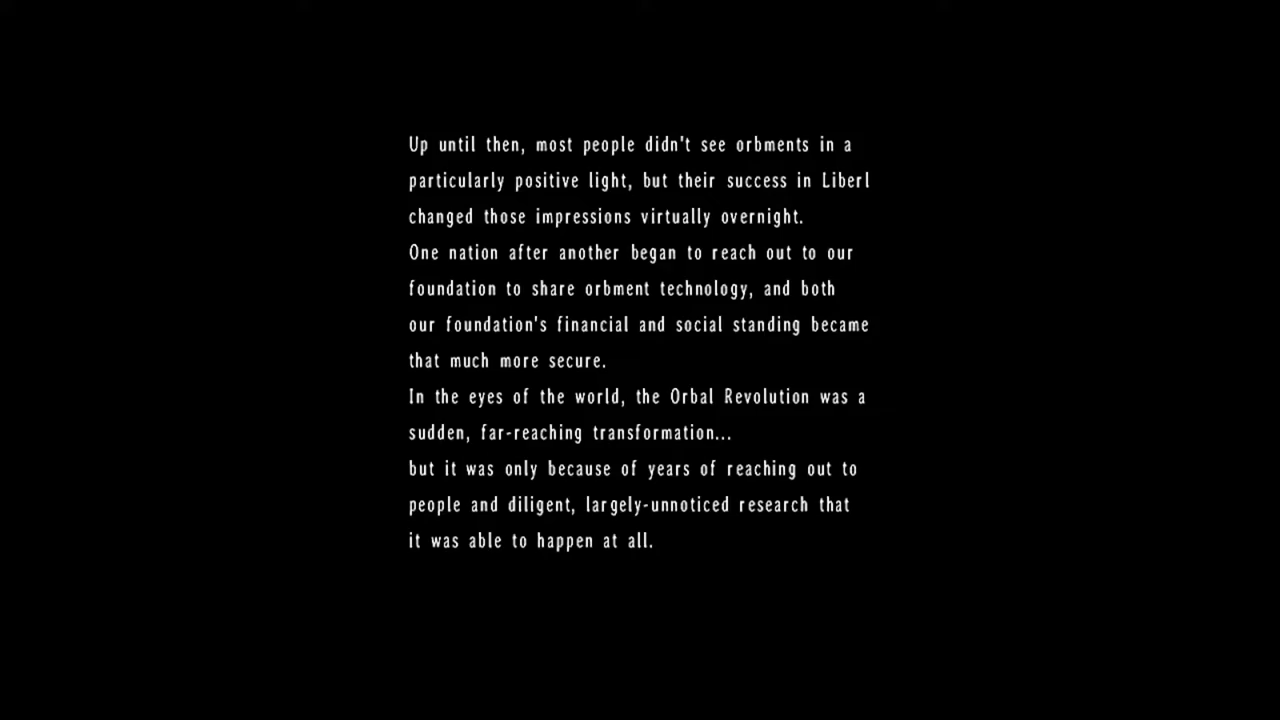 Up until then, most people didn't see orbments in a
particularly positive light, but their success in Liberl
changed those impressions virtually overnight.
One nation after another began to reach out to our
foundation to share orbment technology, and both
our foundation's financial and social standing became
that much more secure.
In the eyes of the world, the Orbal Revolution was a
sudden, far-reaching transformation...
but it was only because of years of reaching out to
people and diligent, largely-unnoticed research that
it was able to happen at all.